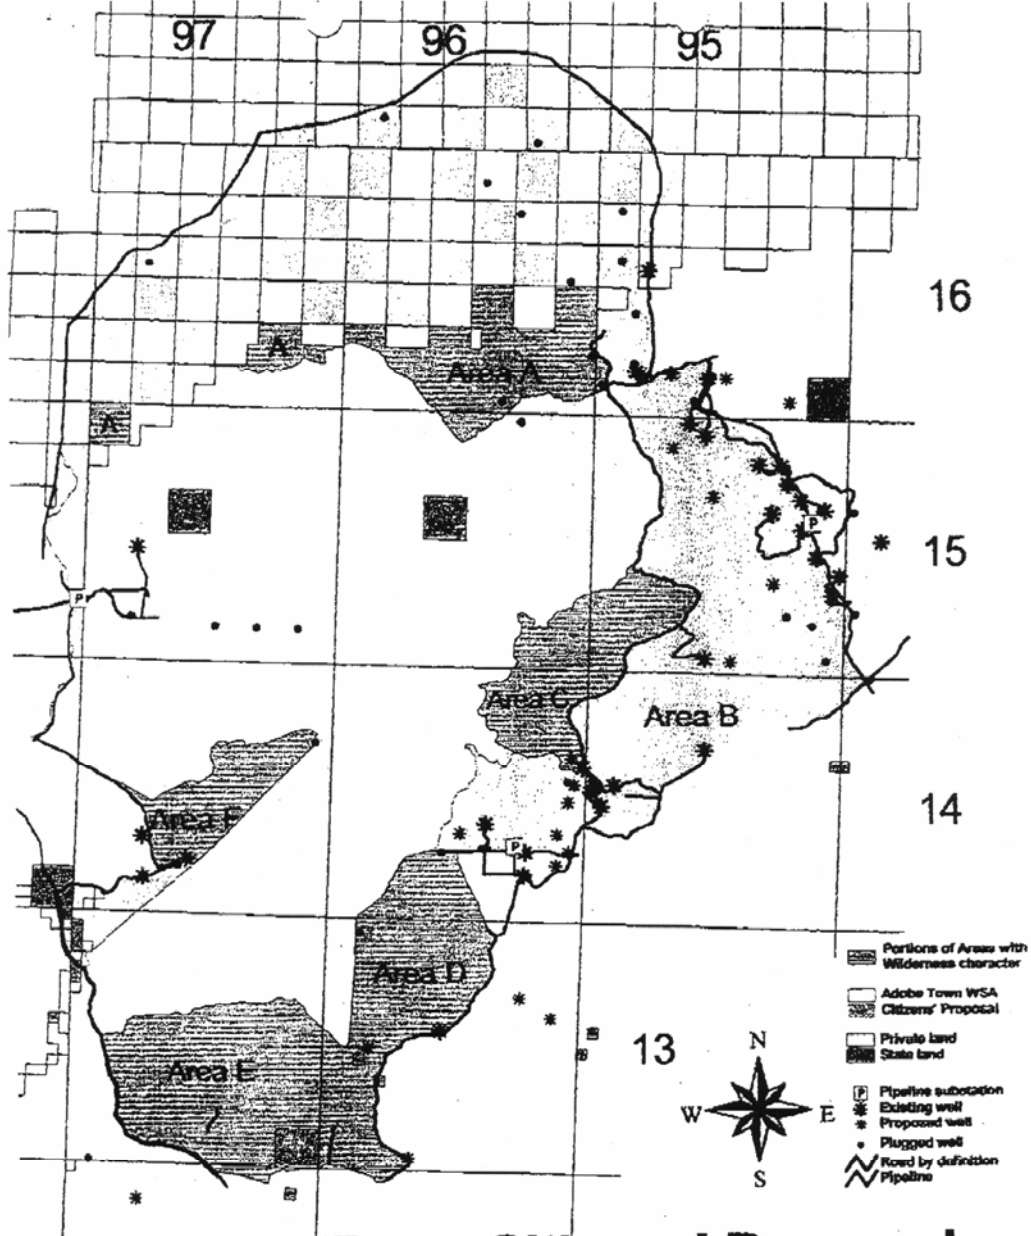 97
96
95
16
A
Area A
A
15
P
P
Area C
Area B
14
Area F
P
Area D
13
Area E
Portions of Areas with
Wilderness character
Adobe Town WSA
Citizens' Proposal
Private land
State land
P Pipeline substation
Existing well
Proposed well
Plugged well
Road by definition
Pipeline
N
W
E
S